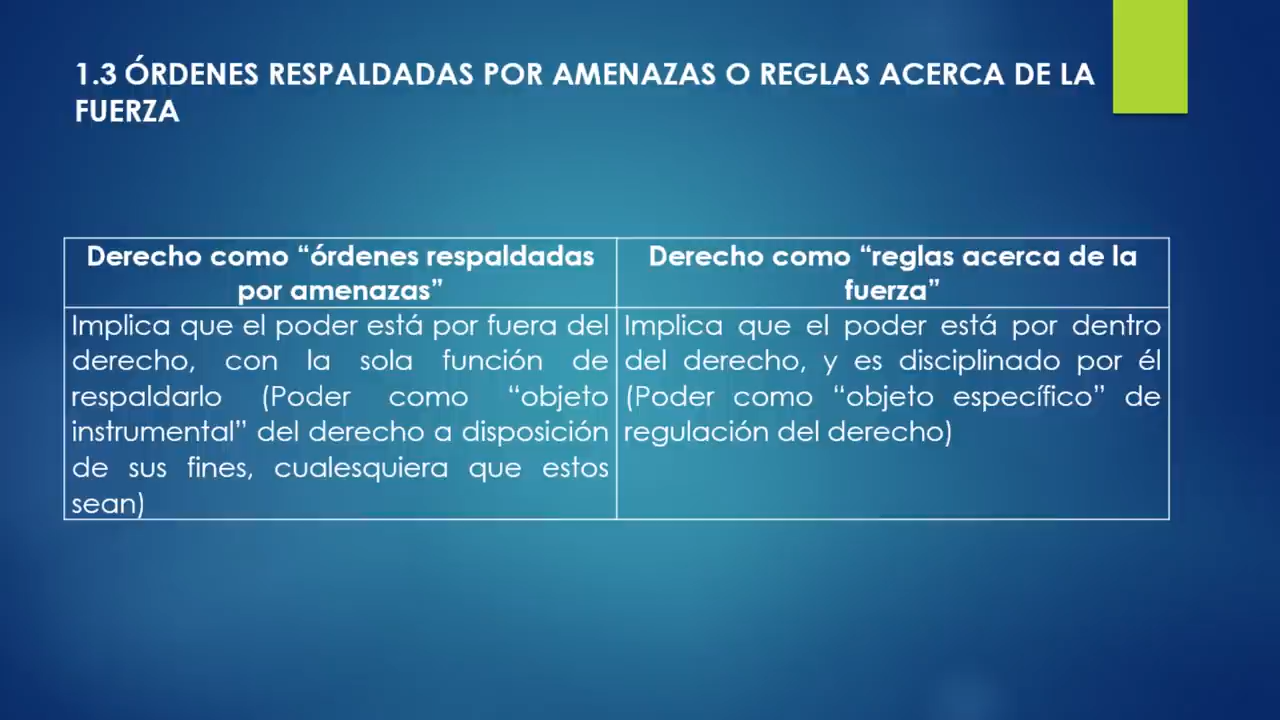 1.3 ÓRDENES RESPALDADAS POR AMENAZAS O REGLAS ACERCA DE LA
FUERZA
Derecho como “órdenes respaldadas
por amenazas”
Derecho como “reglas acerca de la
fuerza”
Implica que el poder está por fuera del
derecho, con la sola función de
respaldarlo (Poder como “objeto
instrumental” del derecho a disposición
de sus fines, cualesquiera que estos
sean)
Implica que el poder está por dentro
del derecho, y es disciplinado por él
(Poder como “objeto específico” de
regulación del derecho)